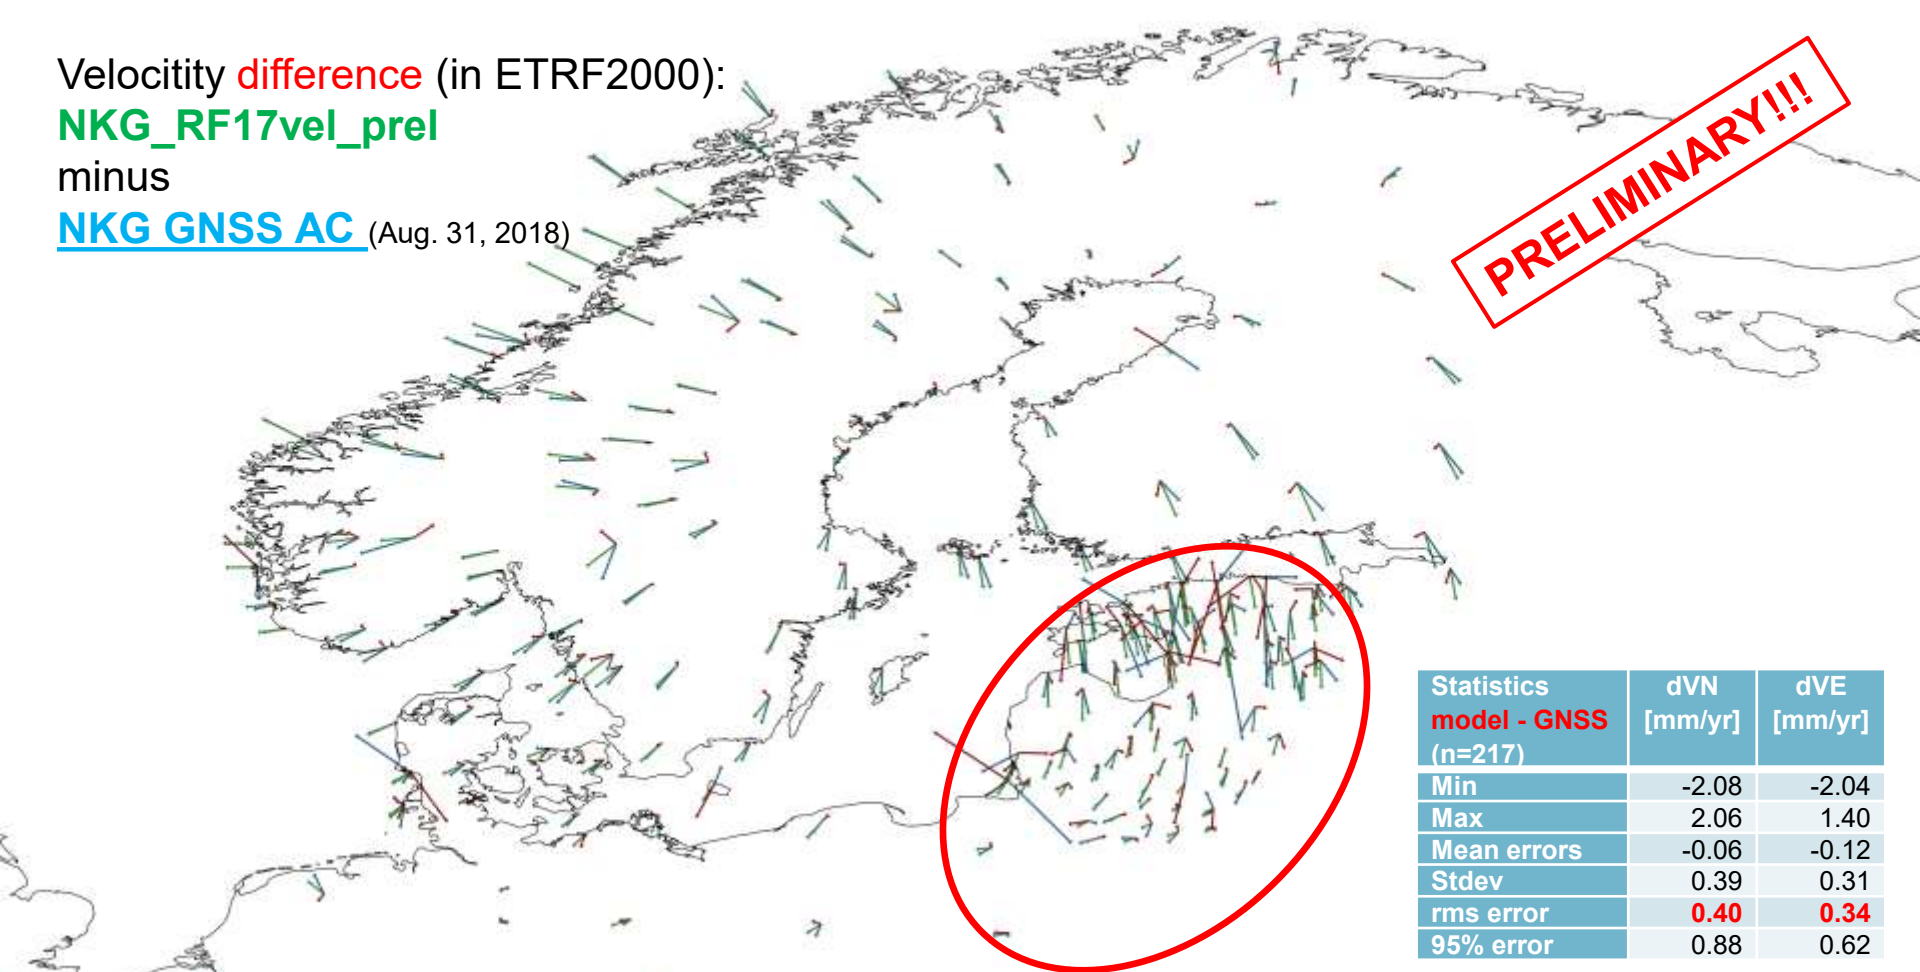 Velocitity difference (in ETRF2000):
NKG_RF17vel_prel
minus
NKG GNSS AC (Aug. 31, 2018)
PRELIMINARY!!!
Statistics model - GNSS (n=217) dVN [mm/yr] dVE [mm/yr]
Min -2.08 -2.04
Max 2.06 1.40
Mean errors -0.06 -0.12
Stdev 0.39 0.31
rms error 0.40 0.34
95% error 0.88 0.62